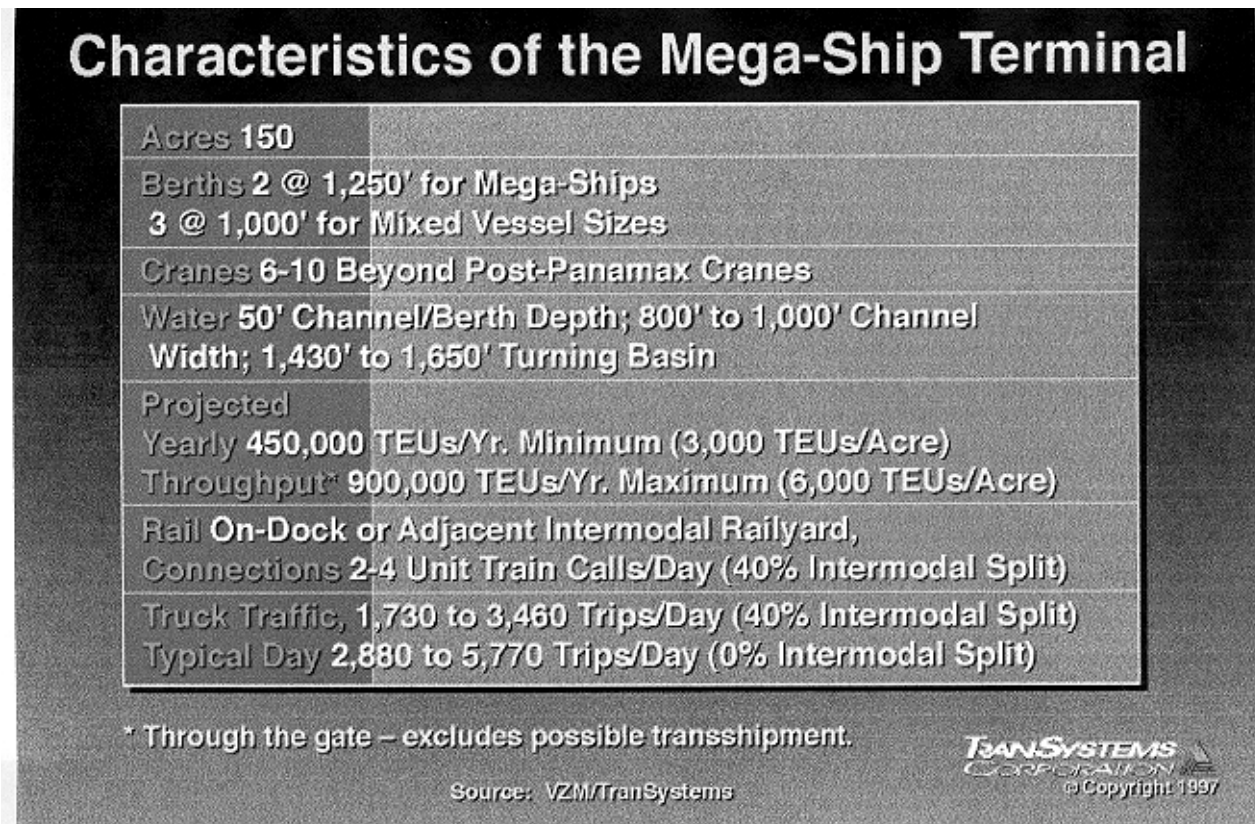 Characteristics of the Mega-Ship Terminal
Acres 150
Berths 2 @ 1,250' for Mega-Ships
3 @ 1,000' for Mixed Vessel Sizes
Cranes 6-10 Beyond Post-Panamax Cranes
Water 50' Channel/Berth Depth; 800' to 1,000' Channel
Width; 1,430' to 1,650' Turning Basin
Projected
Yearly 450,000 TEUs/Yr. Minimum (3,000 TEUs/Acre)
Throughput* 900,000 TEUs/Yr. Maximum (6,000 TEUs/Acre)
Rail On-Dock or Adjacent Intermodal Railyard,
Connections 2-4 Unit Train Calls/Day (40% Intermodal Split)
Truck Traffic, 1,730 to 3,460 Trips/Day (40% Intermodal Split)
Typical Day 2,880 to 5,770 Trips/Day (0% Intermodal Split)
* Through the gate – excludes possible transshipment.
TRANSYSTEMS
CORPORATION
© Copyright 1997
Source: VZM/TranSystems